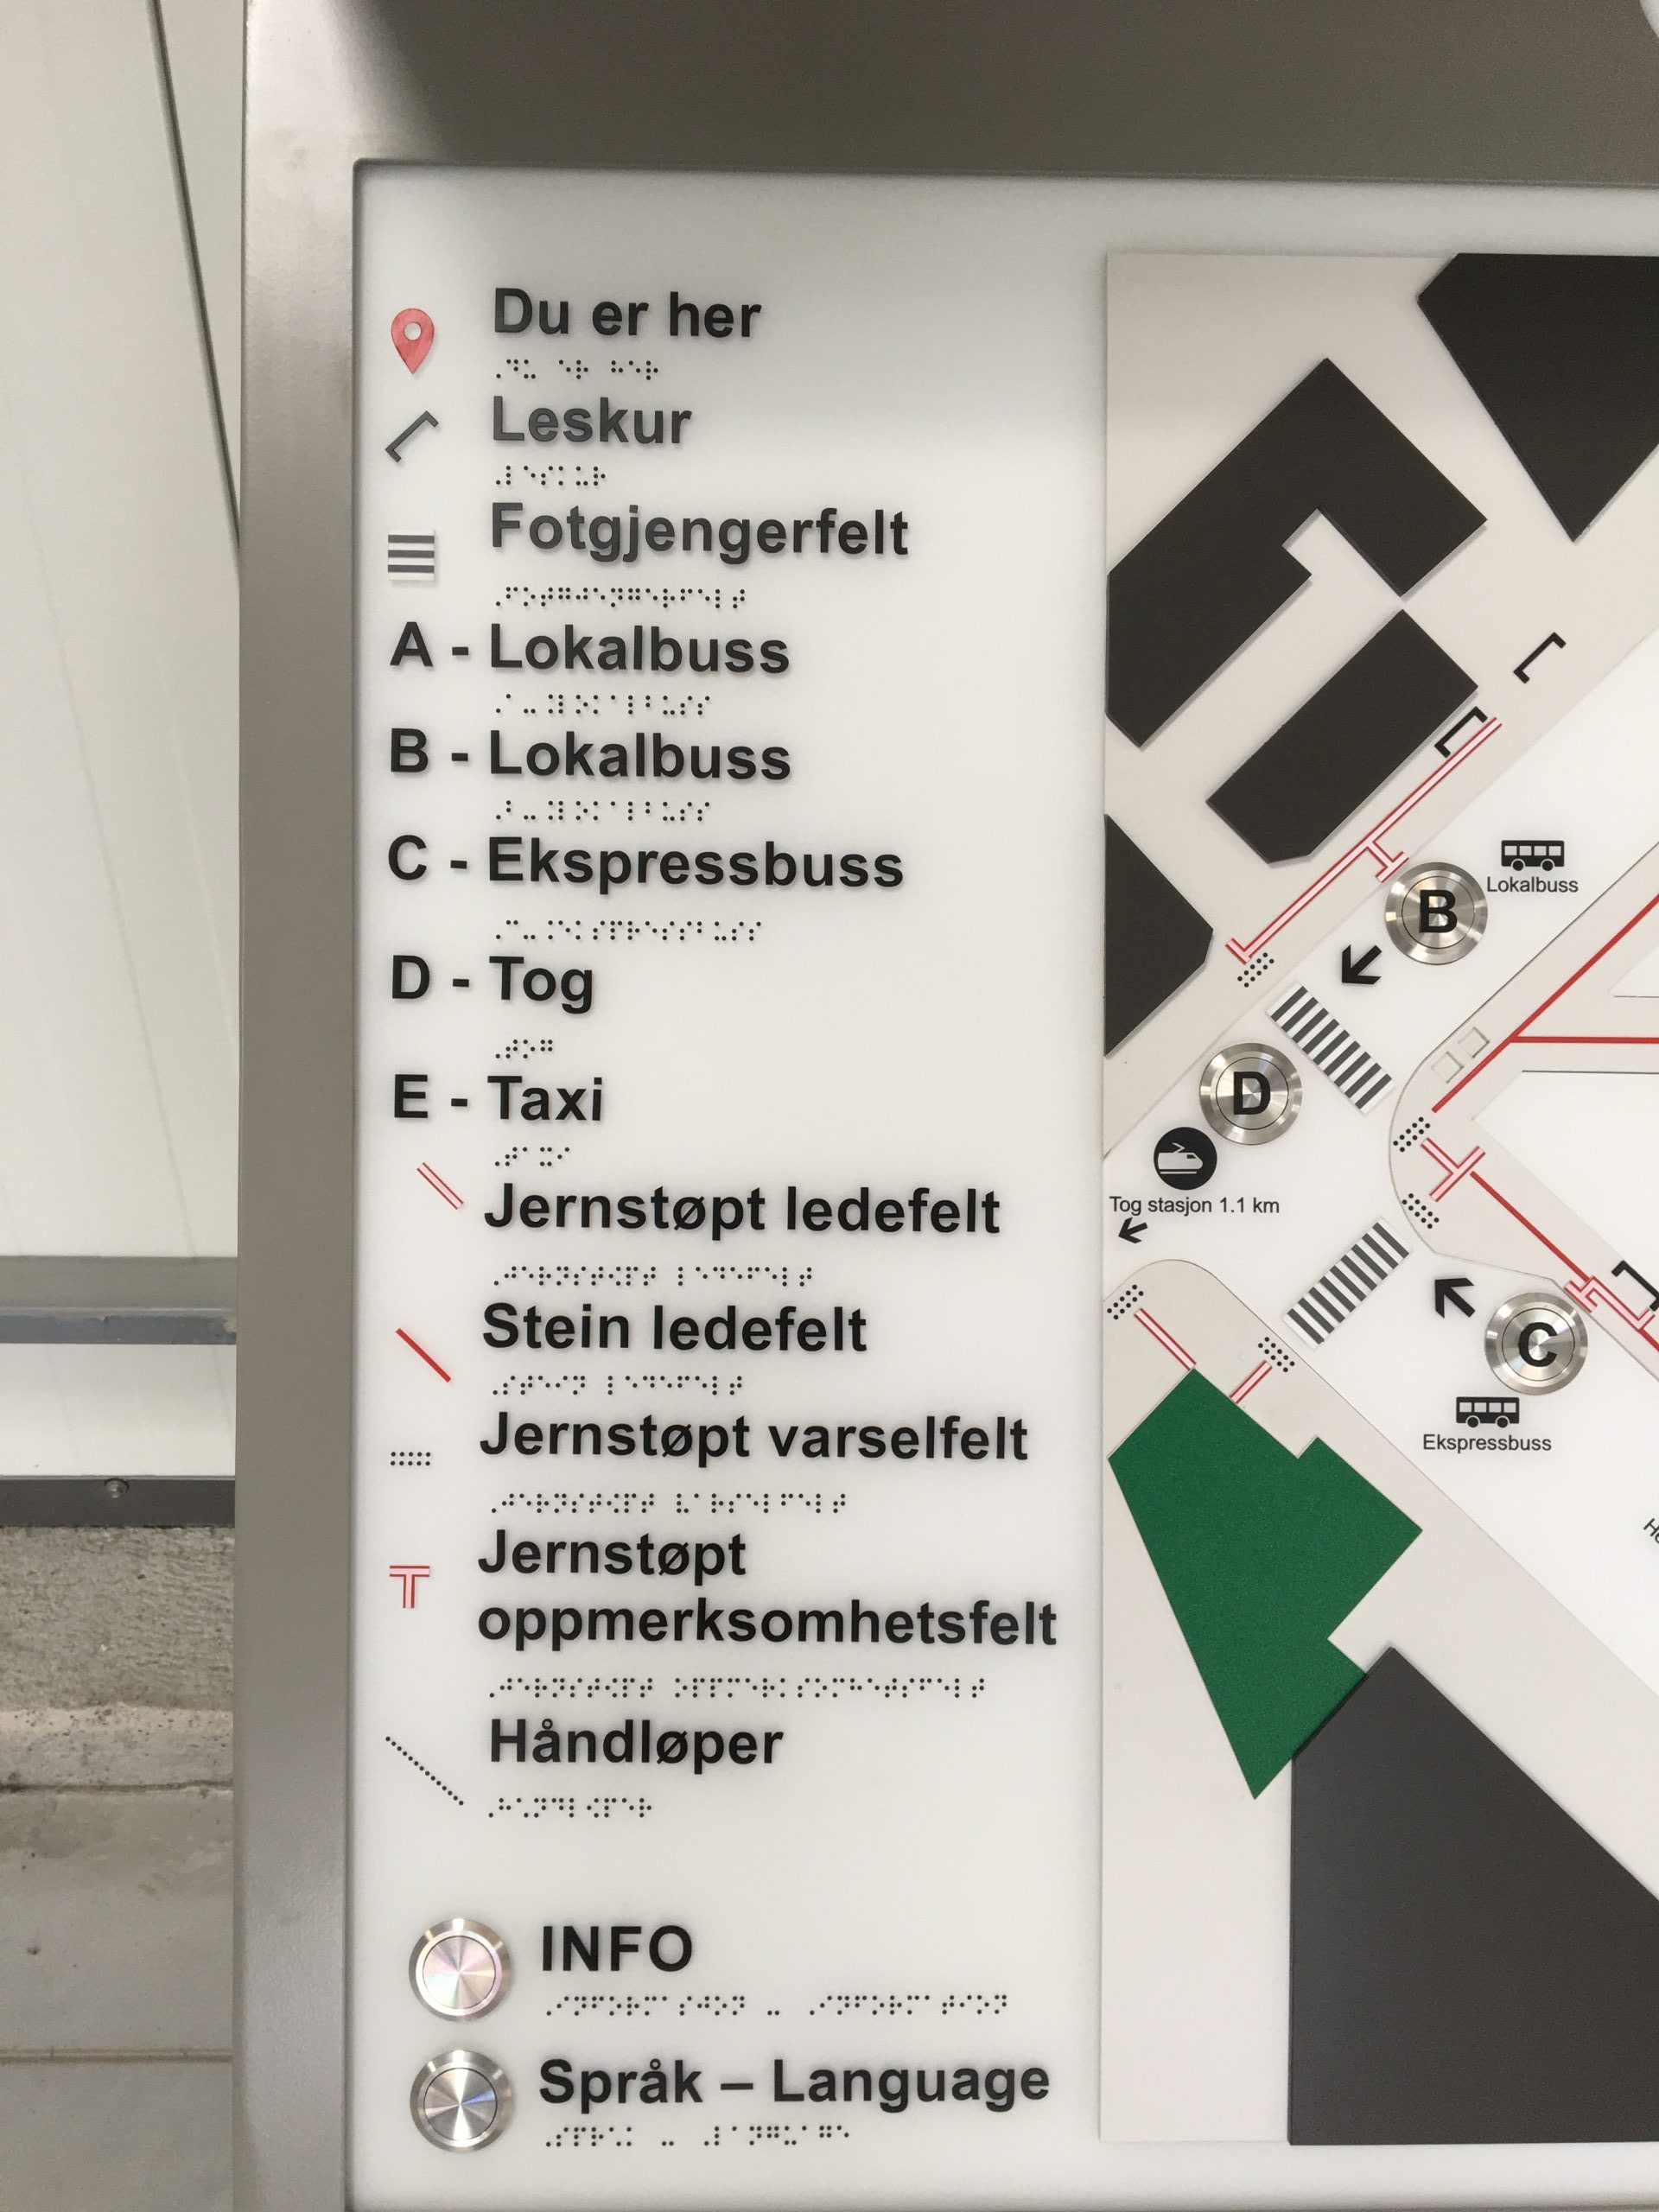 Du er her
Leskur
Fotgjengerfelt
A - Lokalbuss
B - Lokalbuss
C - Ekspressbuss
D - Tog
E - Taxi
Jernstøpt ledefelt
Stein ledefelt
Jernstøpt varselfelt
Jernstøpt
oppmerksomhetsfelt
Håndløper
INFO
Språk – Language
Lokalbuss
B
D
Tog stasjon 1.1 km
C
Ekspressbuss